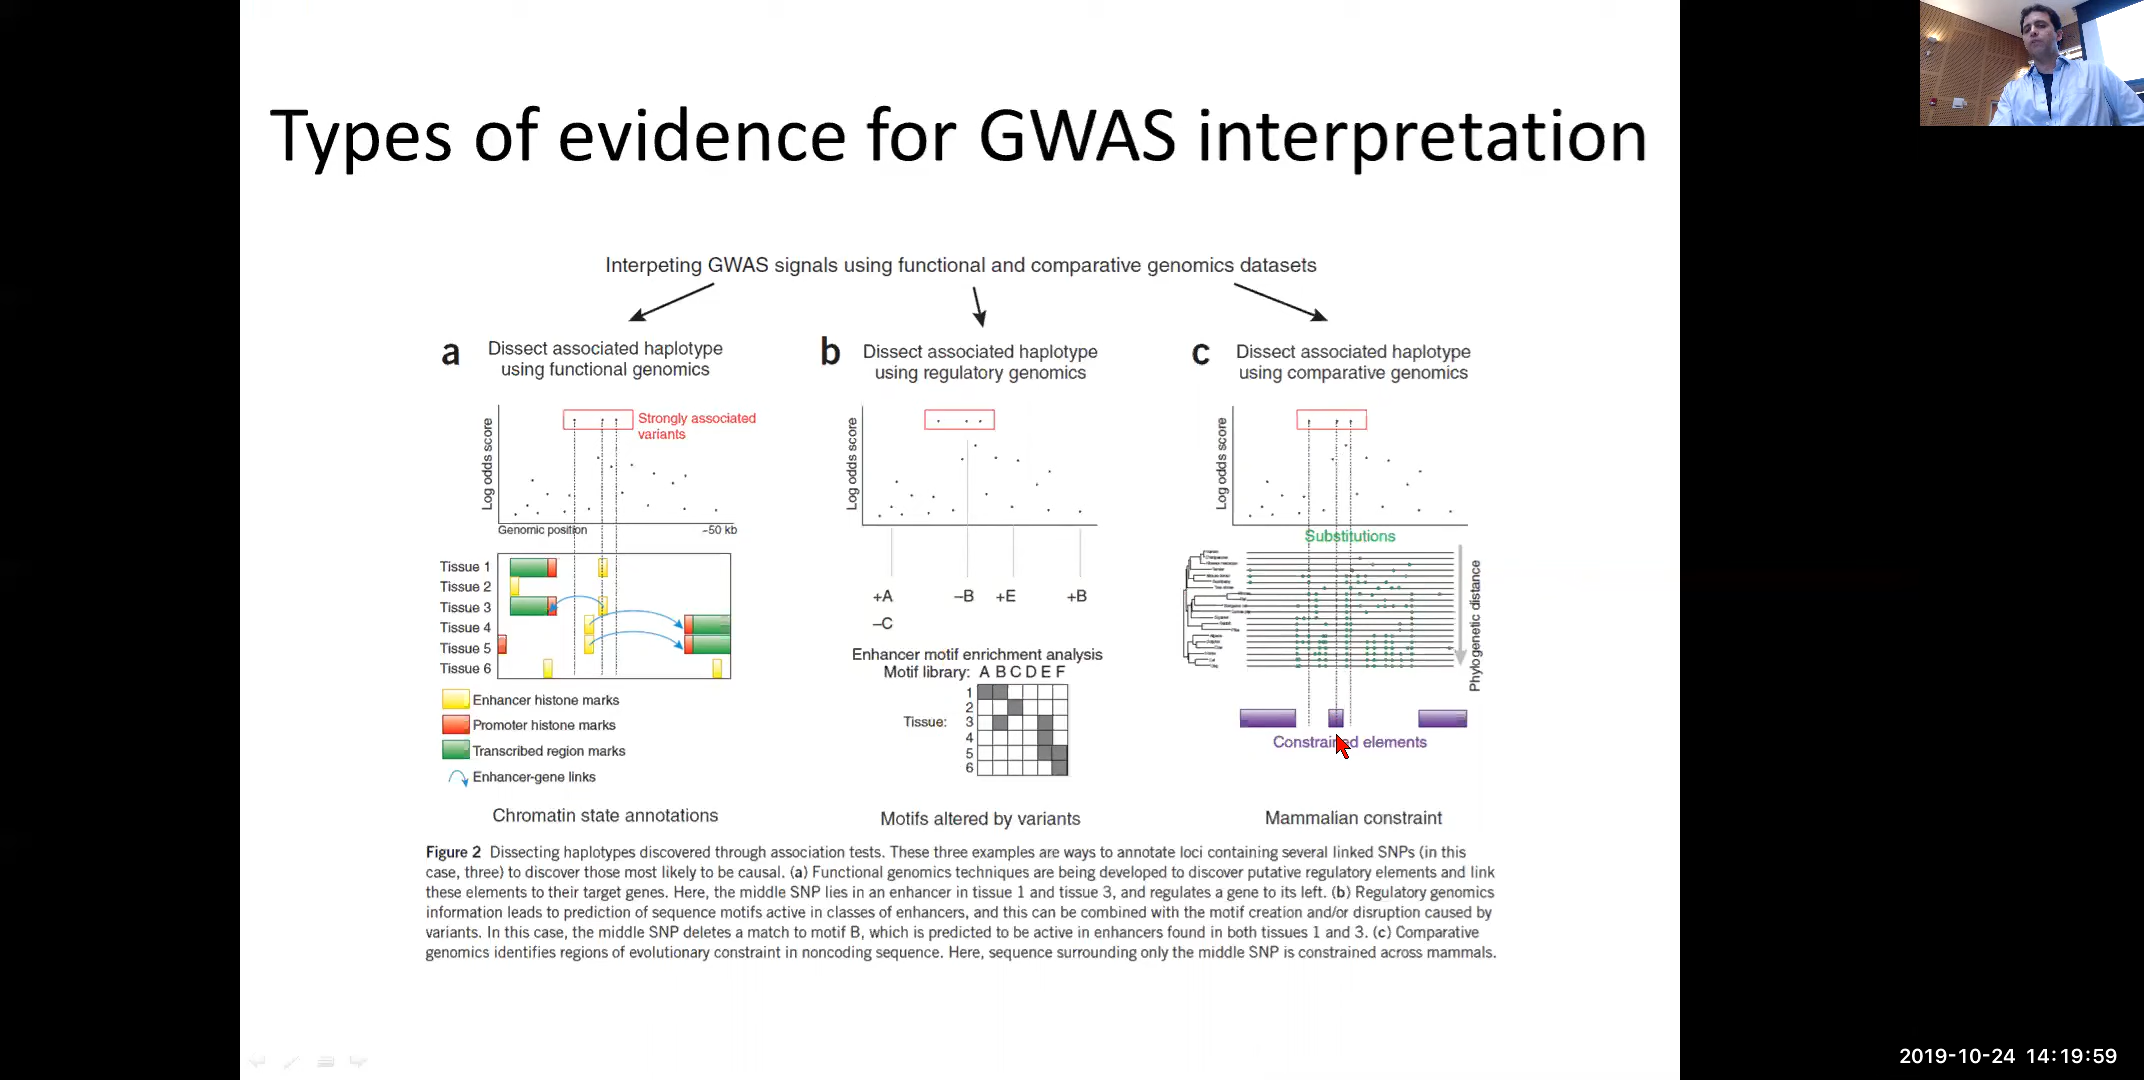 Types of evidence for GWAS interpretation
Interpeting GWAS signals using functional and comparative genomics datasets
a
Dissect associated haplotype
using functional genomics
Log odds score
Strongly associated
variants
Genomic position
~50 kb
Tissue 1
Tissue 2
Tissue 3
Tissue 4
Tissue 5
Tissue 6
Enhancer histone marks
Promoter histone marks
Transcribed region marks
Enhancer-gene links
Chromatin state annotations
b
Dissect associated haplotype
using regulatory genomics
Log odds score
+A –B +E +B
–C
Enhancer motif enrichment analysis
Motif library: A B C D E F
Tissue:
1
2
3
4
5
6
Motifs altered by variants
c
Dissect associated haplotype
using comparative genomics
Log odds score
Substitutions
Phylogenetic distance
Constrained elements
Mammalian constraint
Figure 2 Dissecting haplotypes discovered through association tests. These three examples are ways to annotate loci containing several linked SNPs (in this
case, three) to discover those most likely to be causal. (a) Functional genomics techniques are being developed to discover putative regulatory elements and link
these elements to their target genes. Here, the middle SNP lies in an enhancer in tissue 1 and tissue 3, and regulates a gene to its left. (b) Regulatory genomics
information leads to prediction of sequence motifs active in classes of enhancers, and this can be combined with the motif creation and/or disruption caused by
variants. In this case, the middle SNP deletes a match to motif B, which is predicted to be active in enhancers found in both tissues 1 and 3. (c) Comparative
genomics identifies regions of evolutionary constraint in noncoding sequence. Here, sequence surrounding only the middle SNP is constrained across mammals.
2019-10-24 14:19:59